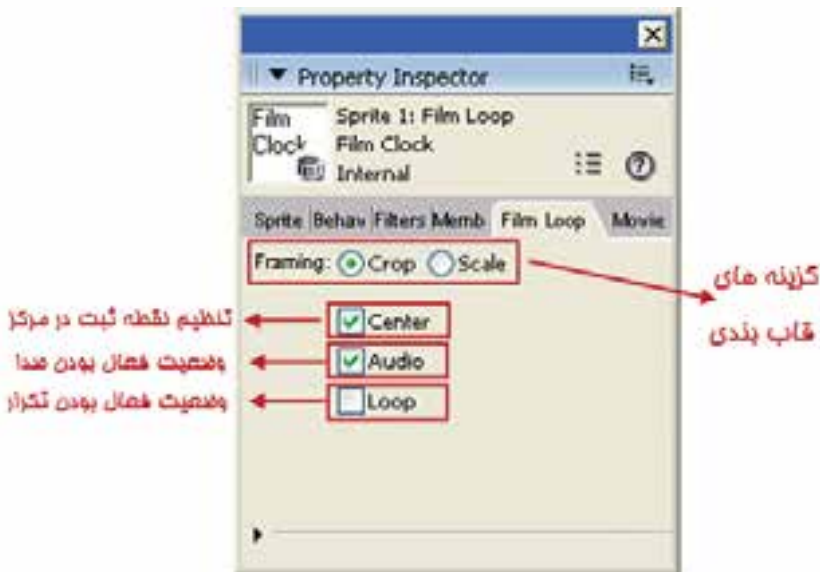 Property Inspector
Film Clock
Sprite 1: Film Loop
Film Clock
Internal
Sprite Behav Filters Memb Film Loop Movie
Framing: Crop Scale
گزینه های قاب بندی
Center
تنظیم نقطه ثبت در مرکز
Audio
وضعیت فعال بودن صدا
Loop
وضعیت فعال بودن تکرار